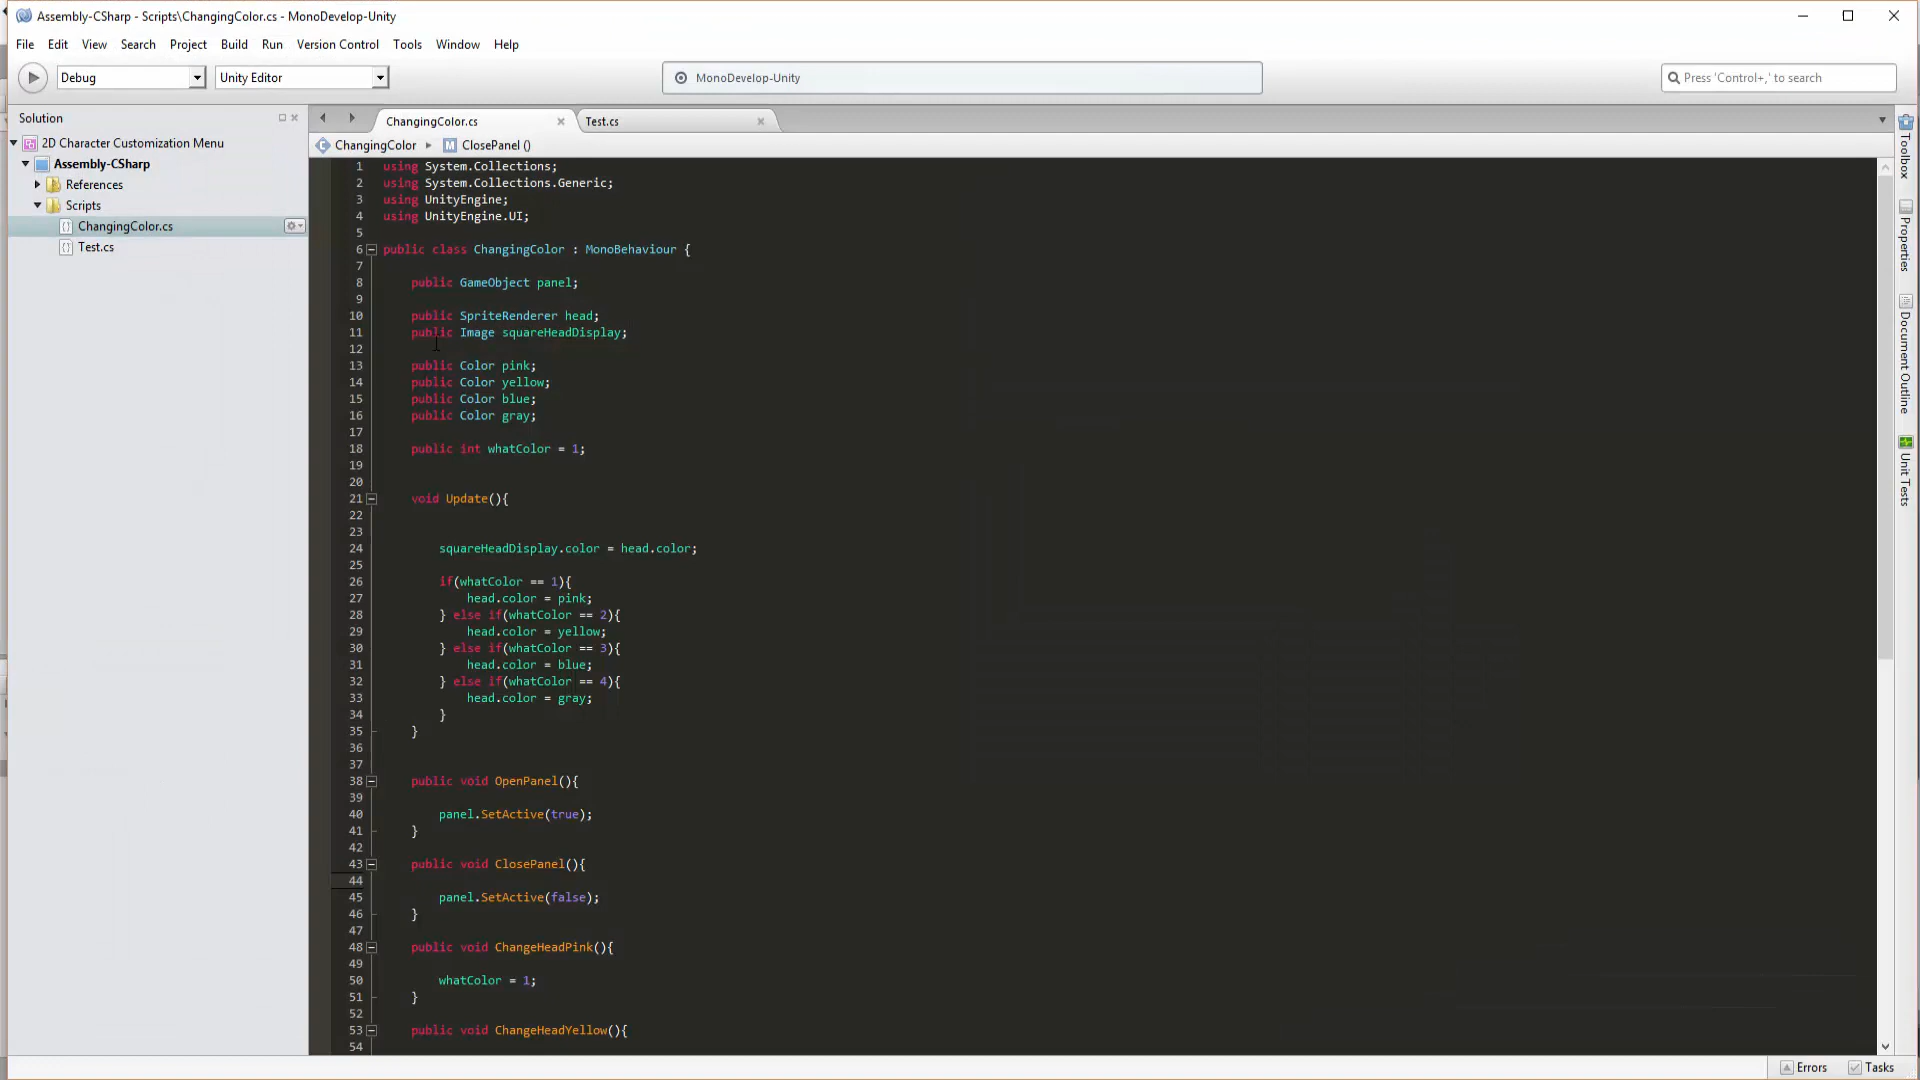 Assembly-CSharp - Scripts\ChangingColor.cs - MonoDevelop-Unity
File Edit View Search Project Build Run Version Control Tools Window Help
Debug Unity Editor MonoDevelop-Unity Press 'Control+,' to search
Solution
2D Character Customization Menu
Assembly-CSharp
References
Scripts
ChangingColor.cs
Test.cs
ChangingColor.cs Test.cs
ChangingColor ClosePanel ()
1 using System.Collections;
2 using System.Collections.Generic;
3 using UnityEngine;
4 using UnityEngine.UI;
5
6 public class ChangingColor : MonoBehaviour {
7
8 public GameObject panel;
9
10 public SpriteRenderer head;
11 public Image squareHeadDisplay;
12
13 public Color pink;
14 public Color yellow;
15 public Color blue;
16 public Color gray;
17
18 public int whatColor = 1;
19
20
21 void Update(){
22
23
24 squareHeadDisplay.color = head.color;
25
26 if(whatColor == 1){
27 head.color = pink;
28 } else if(whatColor == 2){
29 head.color = yellow;
30 } else if(whatColor == 3){
31 head.color = blue;
32 } else if(whatColor == 4){
33 head.color = gray;
34 }
35 }
36
37
38 public void OpenPanel(){
39
40 panel.SetActive(true);
41 }
42
43 public void ClosePanel(){
44
45 panel.SetActive(false);
46 }
47
48 public void ChangeHeadPink(){
49
50 whatColor = 1;
51 }
52
53 public void ChangeHeadYellow(){
54
Toolbox
Properties
Document Outline
Unit Tests
Errors Tasks